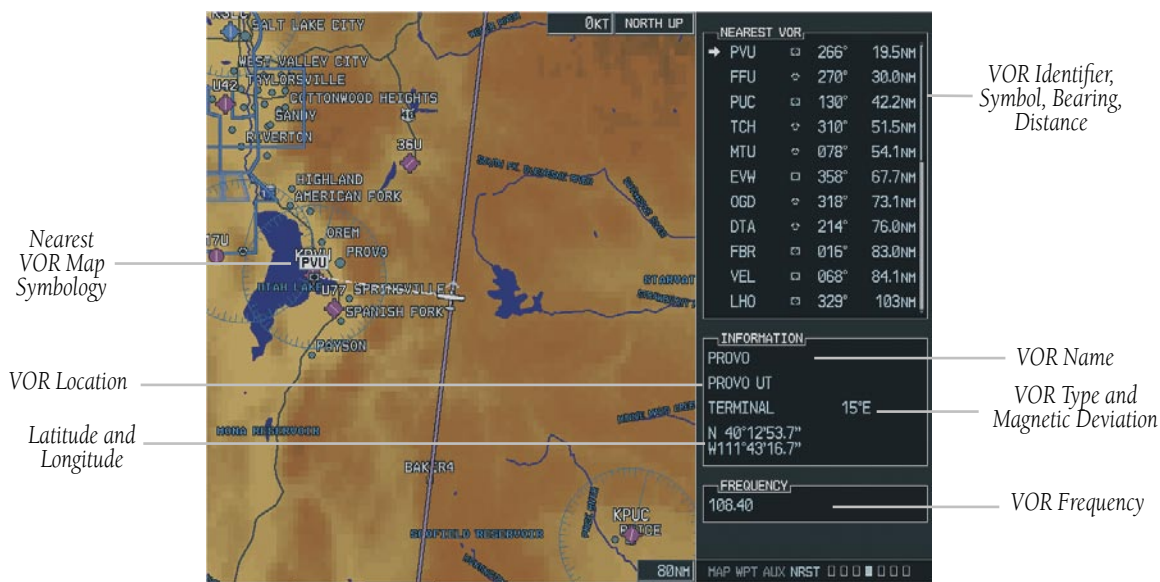 0KT NORTH UP
SALT LAKE CITY
WEST VALLEY CITY
U42
TAYLORSVILLE
COTTONWOOD HEIGHTS
SANDY
RIVERTON
36U
HIGHLAND
AMERICAN FORK
OREM
PROVO
PVU
UTAH LAKE
U77 SPRINGVILLE
SPANISH FORK
PAYSON
MONA RESERVOIR
BAKER4
SCOFIELD RESERVOIR
KPUC
80NM
NEAREST VOR
PVU 266° 19.5NM
FFU 270° 30.0NM
PUC 130° 42.2NM
TCH 310° 51.5NM
MTU 078° 54.1NM
EVW 358° 67.7NM
OGD 318° 73.1NM
DTA 214° 76.0NM
FBR 016° 83.0NM
VEL 068° 84.1NM
LHO 329° 103NM
INFORMATION
PROVO
PROVO UT
TERMINAL 15°E
N 40°12'53.7"
W111°43'16.7"
FREQUENCY
108.40
MAP WPT AUX NRST
VOR Identifier,
Symbol, Bearing,
Distance
Nearest
VOR Map
Symbology
VOR Location
Latitude and
Longitude
VOR Name
VOR Type and
Magnetic Deviation
VOR Frequency